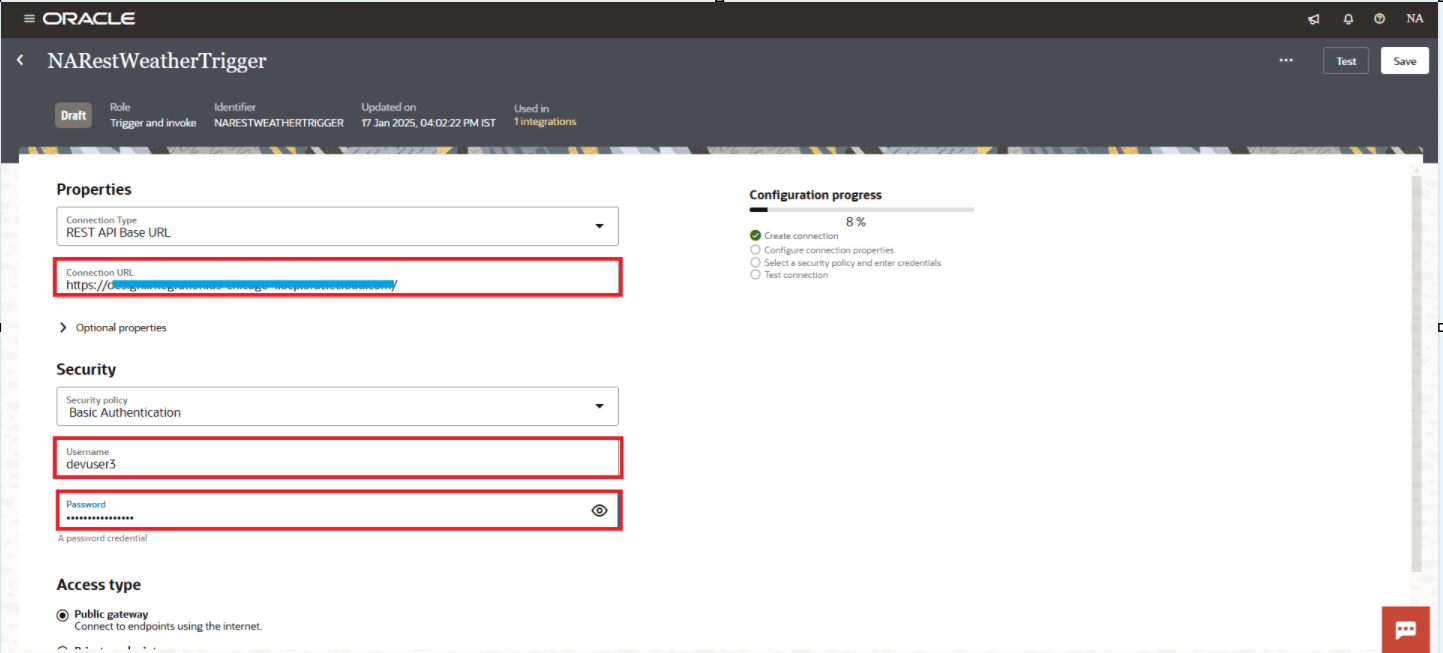 ORACLE
NA
NARestWeatherTrigger
Test
Save
Draft
Role
Trigger and invoke
Identifier
NARESTWEATHERTRIGGER
Updated on
17 Jan 2025, 04:02:22 PM IST
Used in
1 integrations
Properties
Connection Type
REST API Base URL
Connection URL
https://
Optional properties
Security
Security policy
Basic Authentication
Username
devuser3
Password
••••••••••••••••
A password credential
Access type
Public gateway
Connect to endpoints using the internet.
Configuration progress
8 %
Create connection
Configure connection properties
Select a security policy and enter credentials
Test connection